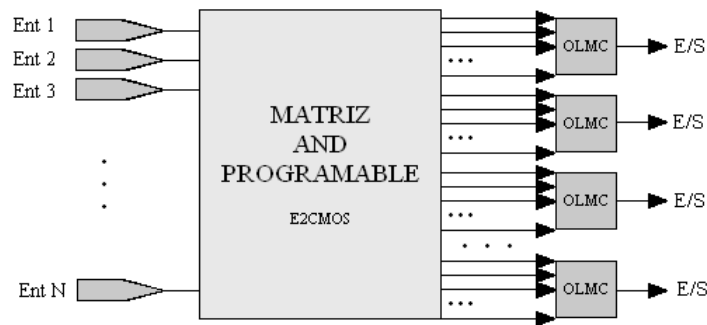 Ent 1
Ent 2
Ent 3
Ent N
MATRIZ
AND
PROGRAMABLE
E2CMOS
OLMC
E/S
OLMC
E/S
OLMC
E/S
OLMC
E/S